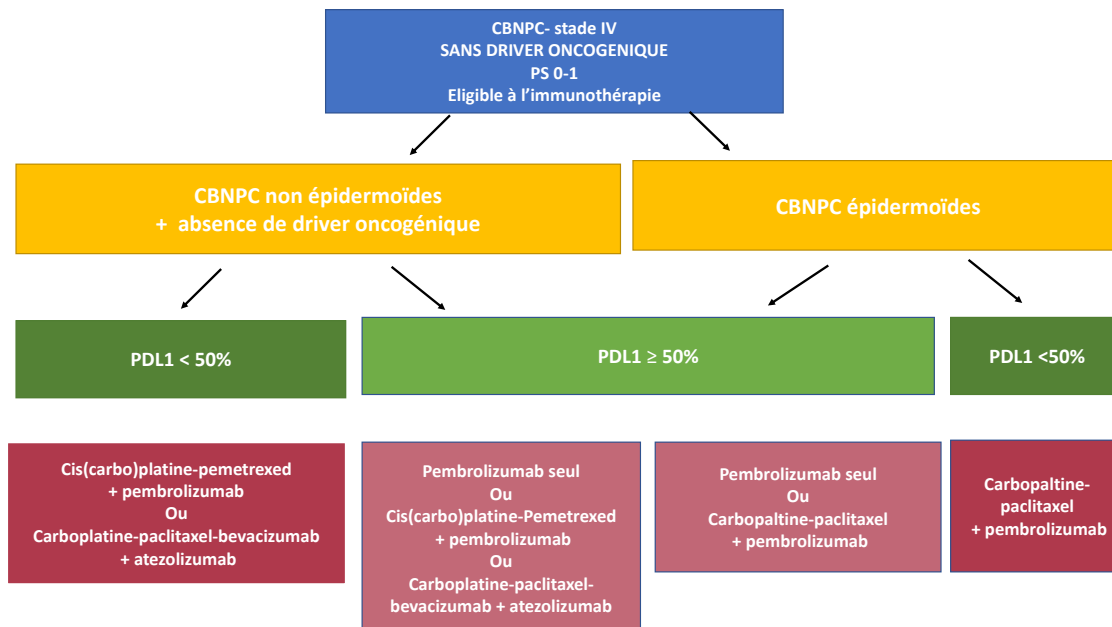 CBNPC- stade IV
SANS DRIVER ONCOGENIQUE
PS 0-1
Eligible à l'immunothérapie
CBNPC non épidermoïdes
+ absence de driver oncogénique
CBNPC épidermoïdes
PDL1 < 50%
PDL1 ≥ 50%
PDL1 <50%
Cis(carbo)platine-pemetrexed
+ pembrolizumab
Ou
Carboplatine-paclitaxel-bevacizumab
+ atezolizumab
Pembrolizumab seul
Ou
Cis(carbo)platine-Pemetrexed
+ pembrolizumab
Ou
Carboplatine-paclitaxel-
bevacizumab + atezolizumab
Pembrolizumab seul
Ou
Carbopaltine-paclitaxel
+ pembrolizumab
Carbopaltine-
paclitaxel
+ pembrolizumab